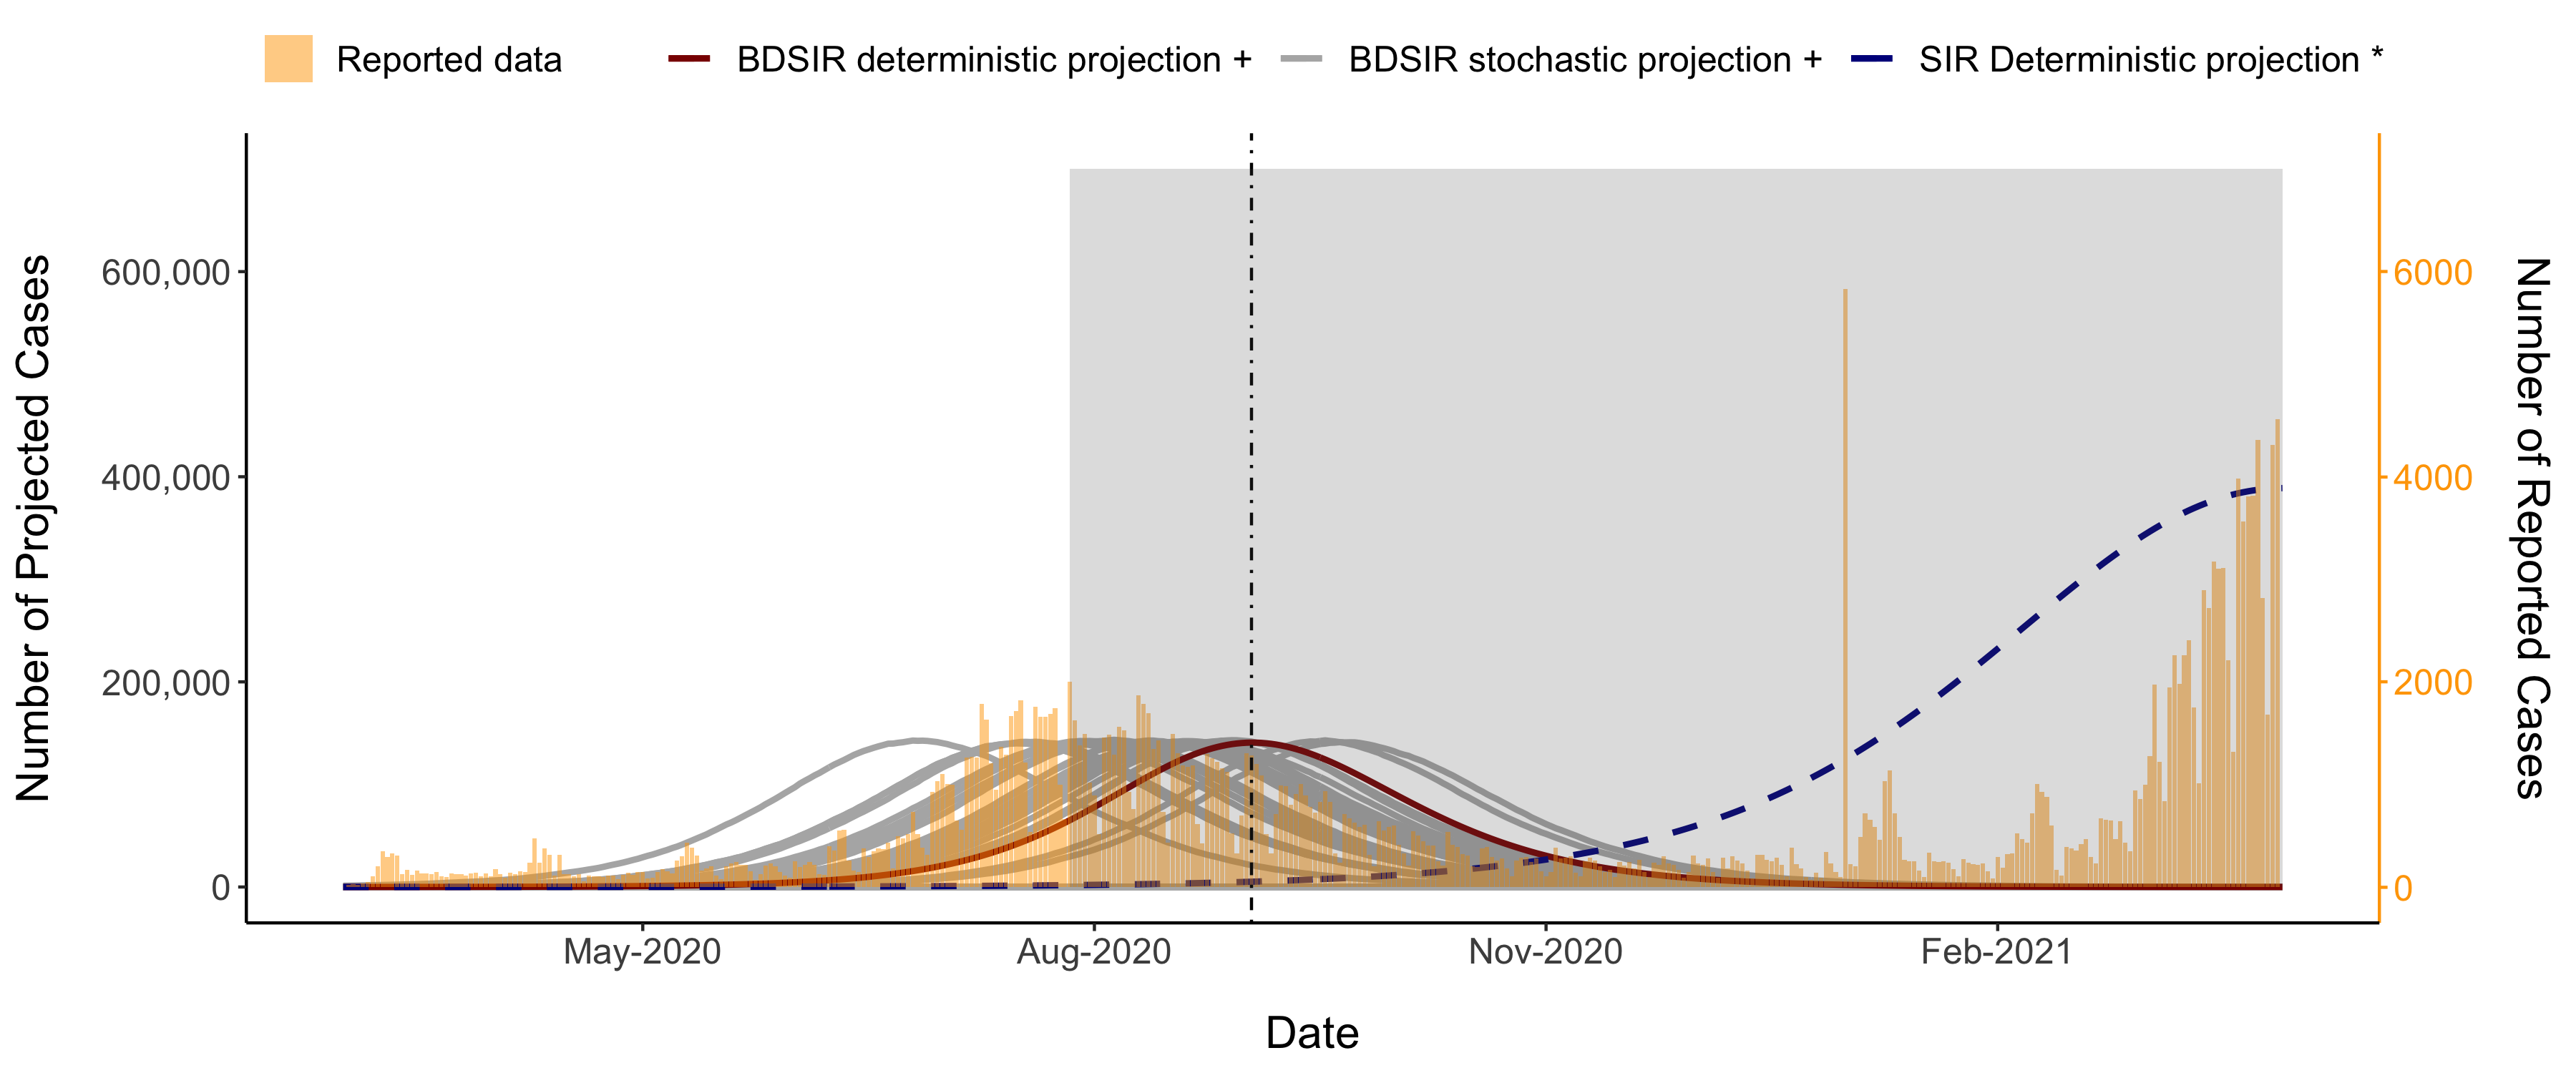 Reported data
BDSIR deterministic projection +
BDSIR stochastic projection +
SIR Deterministic projection *
Number of Projected Cases
600,000
400,000
200,000
0
6000
4000
2000
0
Number of Reported Cases
May-2020
Aug-2020
Nov-2020
Feb-2021
Date